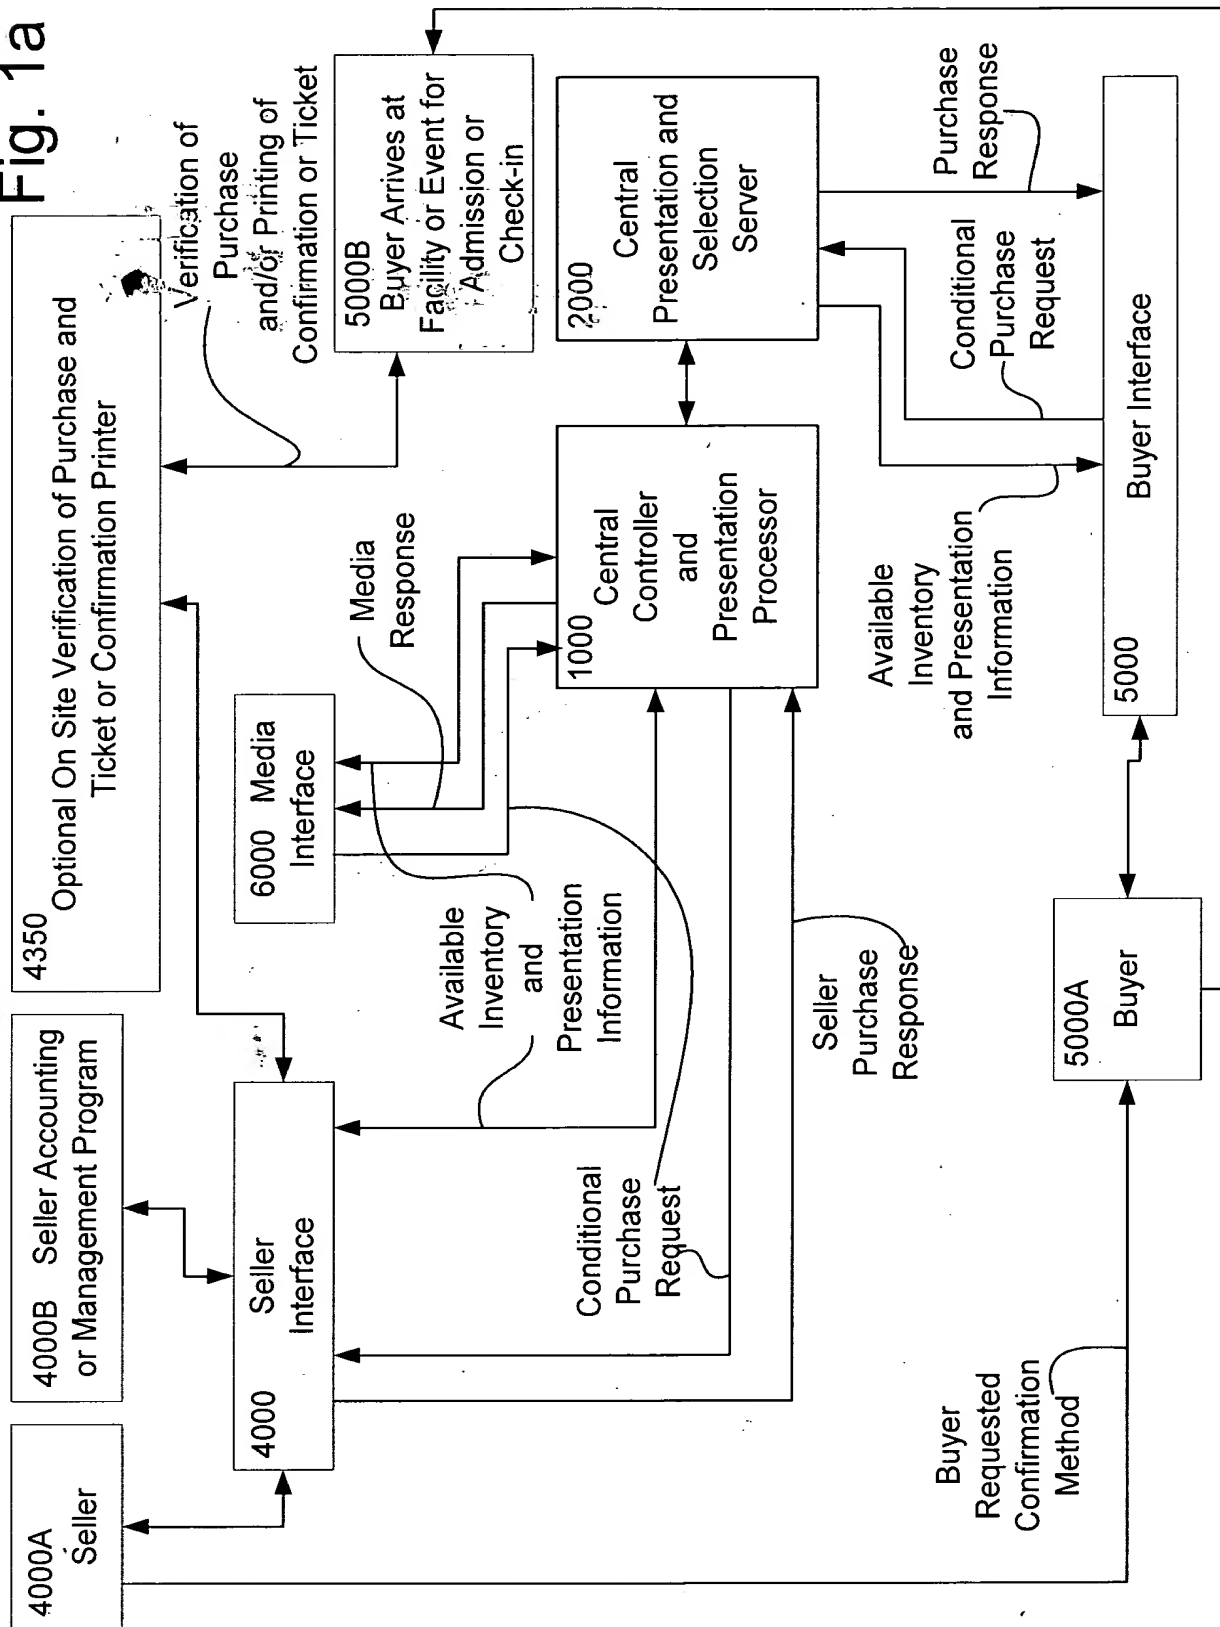 Fig. 1a
4000A
Seller
4000B Seller Accounting
or Management Program
4350
Optional On Site Verification of Purchase and
Ticket or Confirmation Printer
4000
Seller
Interface
6000 Media
Interface
Verification of
Purchase
and/or Printing of
Confirmation or Ticket
5000B
Buyer Arrives at
Facility or Event for
Admission or
Check-in
Media
Response
Available
Inventory
and
Presentation
Information
Conditional
Purchase
Request
1000
Central
Controller
and
Presentation
Processor
2000
Central
Presentation and
Selection
Server
Seller
Purchase
Response
Available
Inventory
and Presentation
Information
Conditional
Purchase
Request
Purchase
Response
Buyer
Requested
Confirmation
Method
5000A
Buyer
5000
Buyer Interface